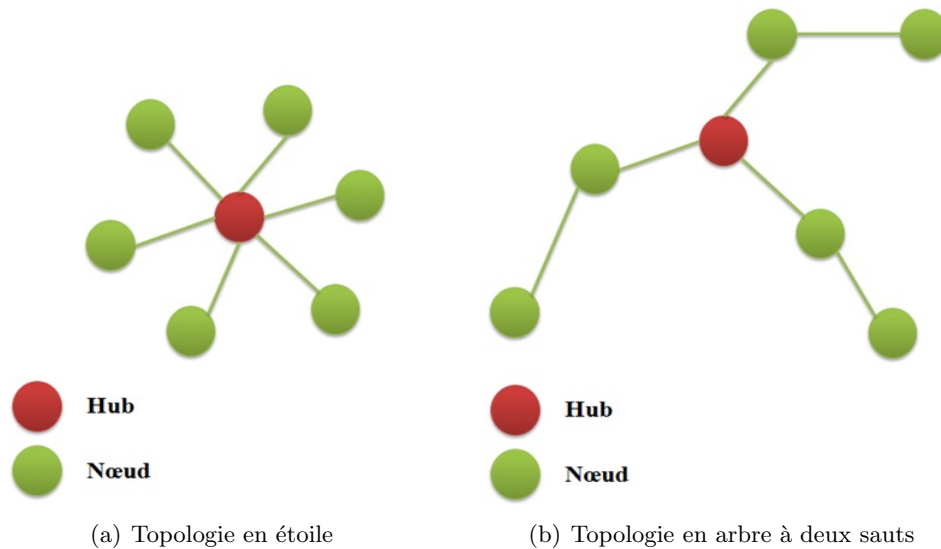 Hub
Nœud
(a) Topologie en étoile
Hub
Nœud
(b) Topologie en arbre à deux sauts